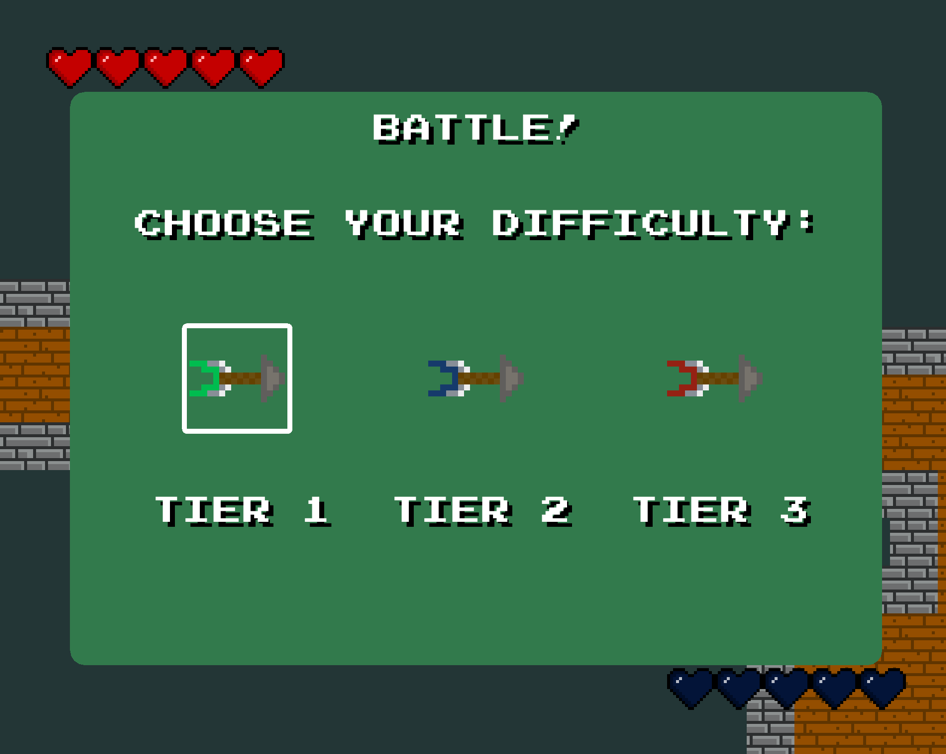 BATTLE!
CHOOSE YOUR DIFFICULTY:
TIER 1 TIER 2 TIER 3